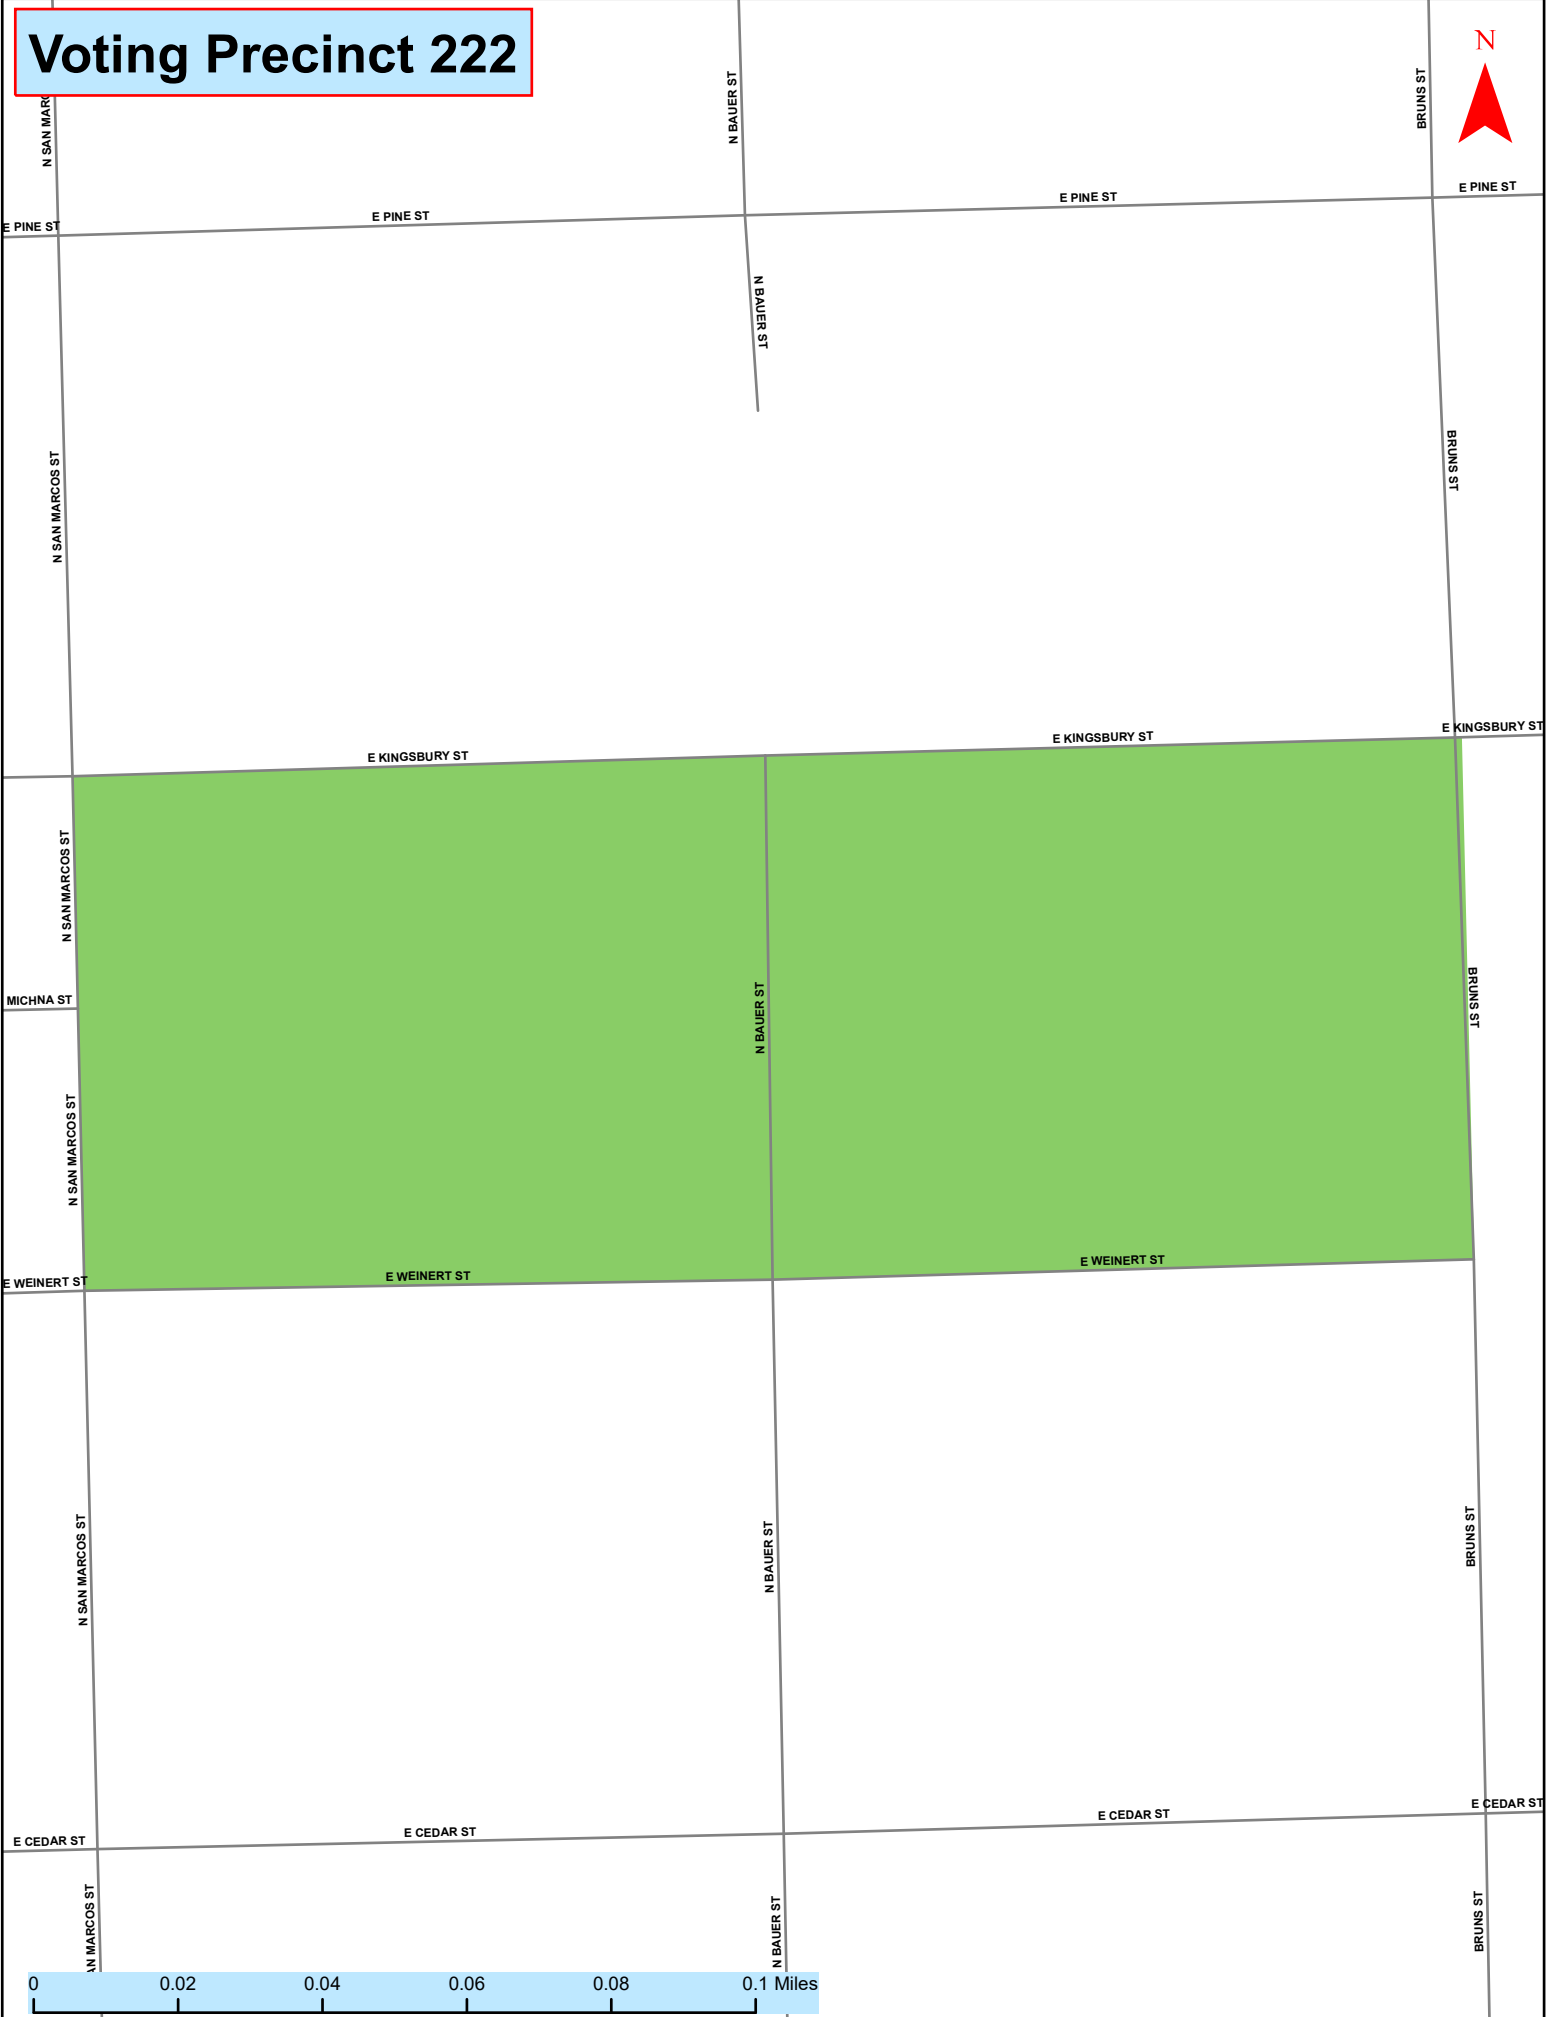 Voting Precinct 222
N
N SAN MARC
N BAUER ST
BRUNS ST
E PINE ST
E PINE ST
E PINE ST
E PINE ST
N BAUER ST
N SAN MARCOS ST
BRUNS ST
E KINGSBURY ST
E KINGSBURY ST
E KINGSBURY ST
N SAN MARCOS ST
MICHNA ST
N BAUER ST
BRUNS ST
N SAN MARCOS ST
E WEINERT ST
E WEINERT ST
E WEINERT ST
N SAN MARCOS ST
N BAUER ST
BRUNS ST
E CEDAR ST
E CEDAR ST
E CEDAR ST
E CEDAR ST
AN MARCOS ST
N BAUER ST
BRUNS ST
0 0.02 0.04 0.06 0.08 0.1 Miles